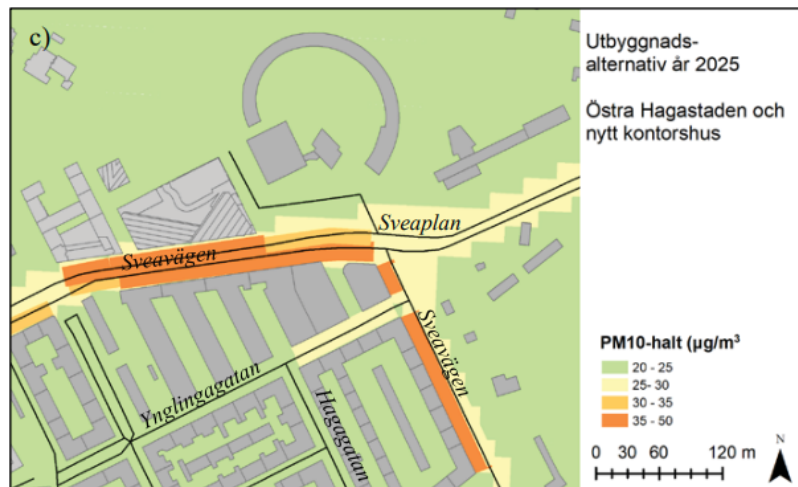 c)
Utbyggnads-
alternativ år 2025
Östra Hagastaden och
nytt kontorshus
Sveaplan
Sveavägen
Sveavägen
Ynglingagatan
Hagagatan
PM10-halt (µg/m³
20 - 25
25- 30
30 - 35
35 - 50
0 30 60 120 m
N